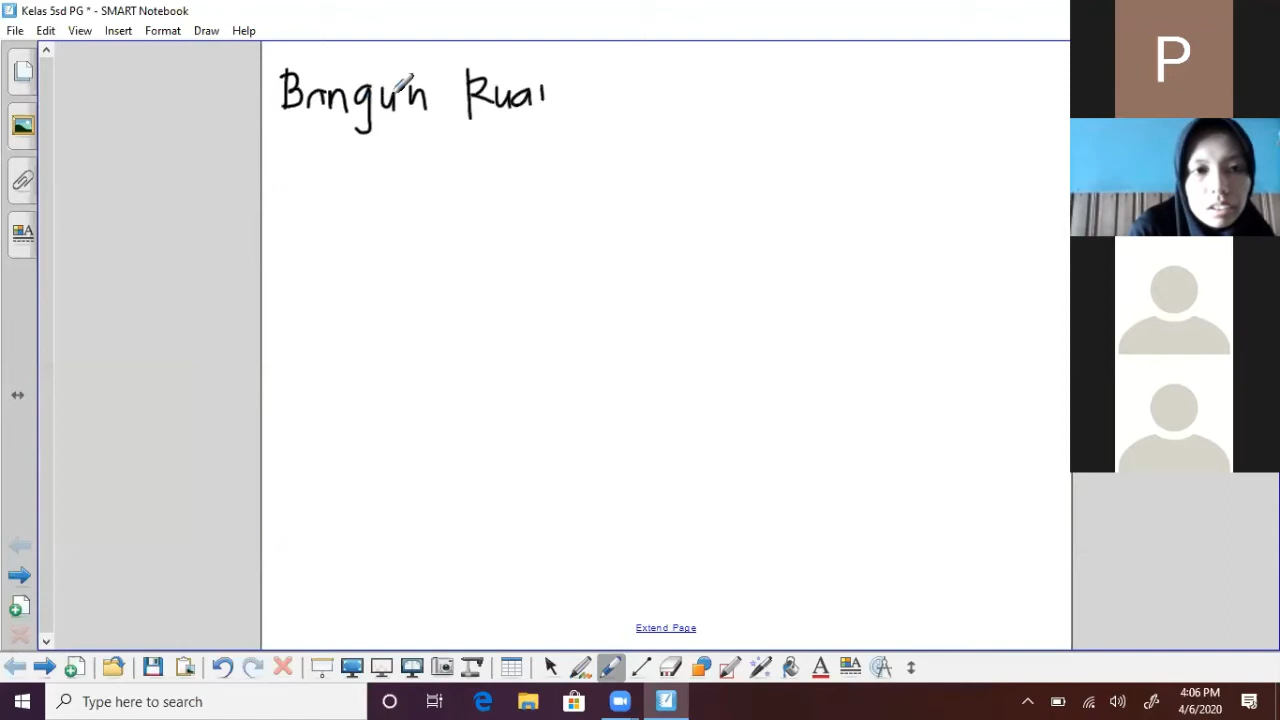 Kelas 5sd PG * - SMART Notebook
File Edit View Insert Format Draw Help
Bangun Rua
P
Extend Page
Type here to search
4:06 PM
4/6/2020